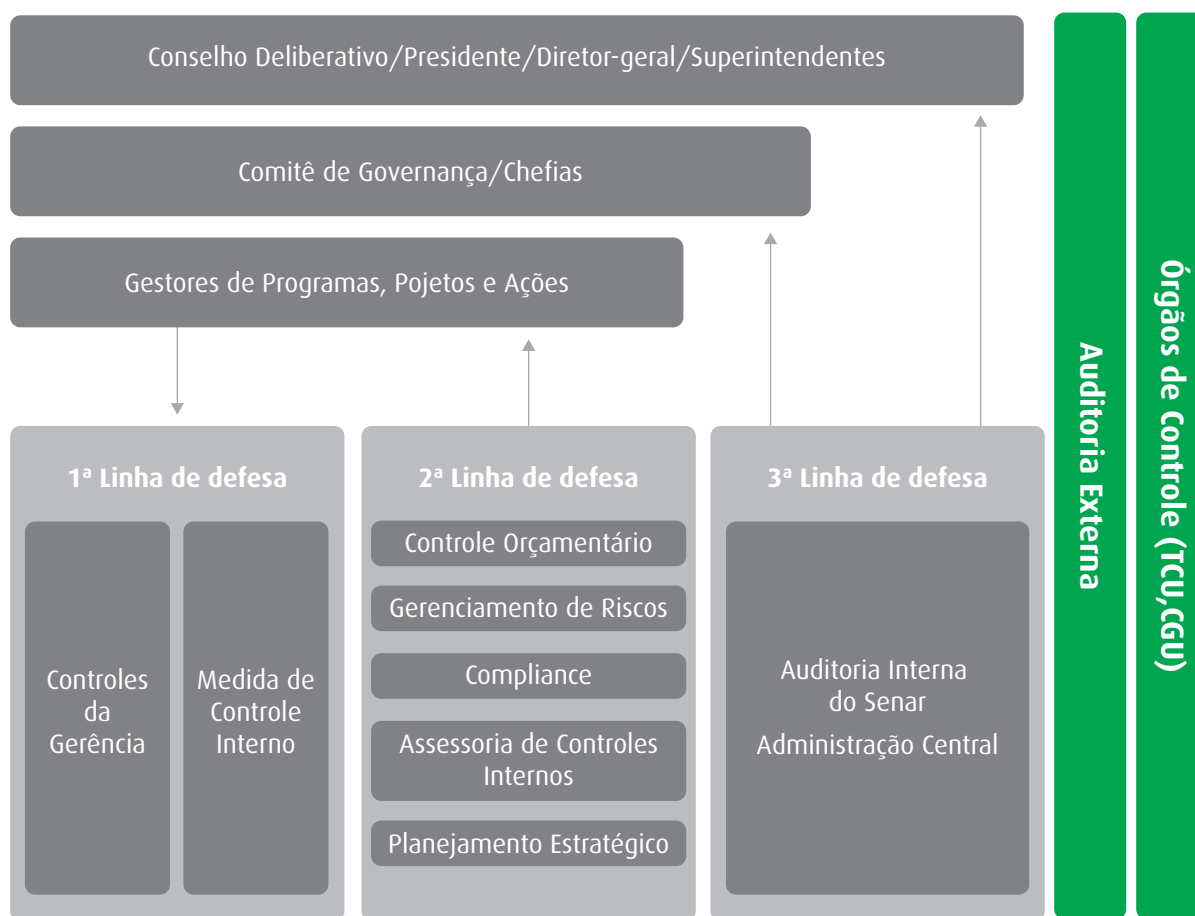 Conselho Deliberativo/Presidente/Diretor-geral/Superintendentes
Comitê de Governança/Chefias
Gestores de Programas, Pojetos e Ações
1ª Linha de defesa
Controles
da
Gerência
Medida de
Controle
Interno
2ª Linha de defesa
Controle Orçamentário
Gerenciamento de Riscos
Compliance
Assessoria de Controles
Internos
Planejamento Estratégico
3ª Linha de defesa
Auditoria Interna
do Senar
Administração Central
Auditoria Externa
Órgãos de Controle (TCU,CGU)